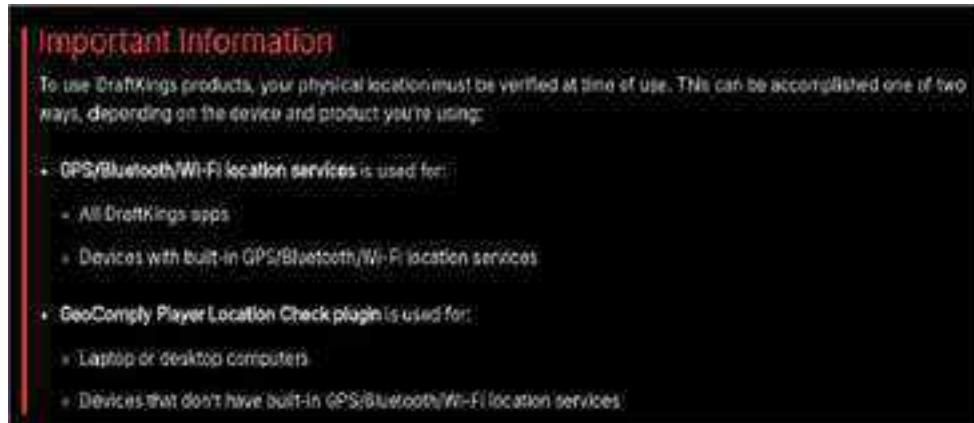 Important Information
To use DraftKings products, your physical location must be verified at time of use. This can be accomplished one of two
ways, depending on the device and product you're using:
• GPS/Bluetooth/Wi-Fi location services is used for:
◦ All DraftKings apps
◦ Devices with built-in GPS/Bluetooth/Wi-Fi location services
• GeoComply Player Location Check plugin is used for:
◦ Laptop or desktop computers
◦ Devices that don't have built-in GPS/Bluetooth/Wi-Fi location services